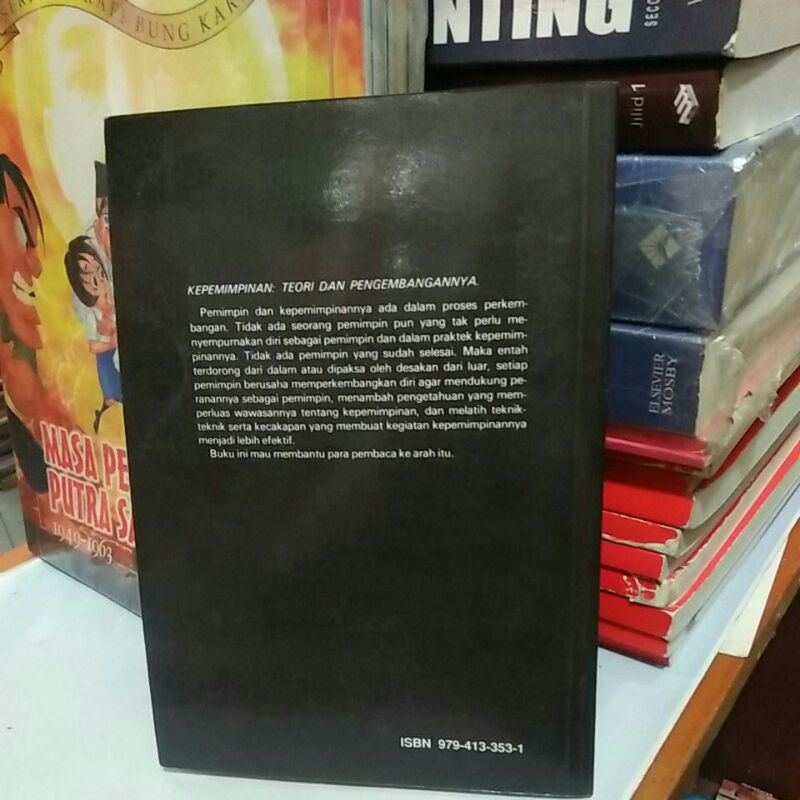 BUNG KAR
NTING
SECO
Jilid 1
ELSEVIER
MOSBY
MASA PE
PUTRA SA
1949-1963
KEPEMIMPINAN: TEORI DAN PENGEMBANGANNYA.
Pemimpin dan kepemimpinannya ada dalam proses perkem-
bangan. Tidak ada seorang pemimpin pun yang tak perlu me-
nyempurnakan diri sebagai pemimpin dan dalam praktek kepemim-
pinannya. Tidak ada pemimpin yang sudah selesai. Maka entah
terdorong dari dalam atau dipaksa oleh desakan dari luar, setiap
pemimpin berusaha memperkembangkan diri agar mendukung pe-
ranannya sebagai pemimpin, menambah pengetahuan yang mem-
perluas wawasannya tentang kepemimpinan, dan melatih teknik-
teknik serta kecakapan yang membuat kegiatan kepemimpinannya
menjadi lebih efektif.
Buku ini mau membantu para pembaca ke arah itu.
ISBN 979-413-353-1